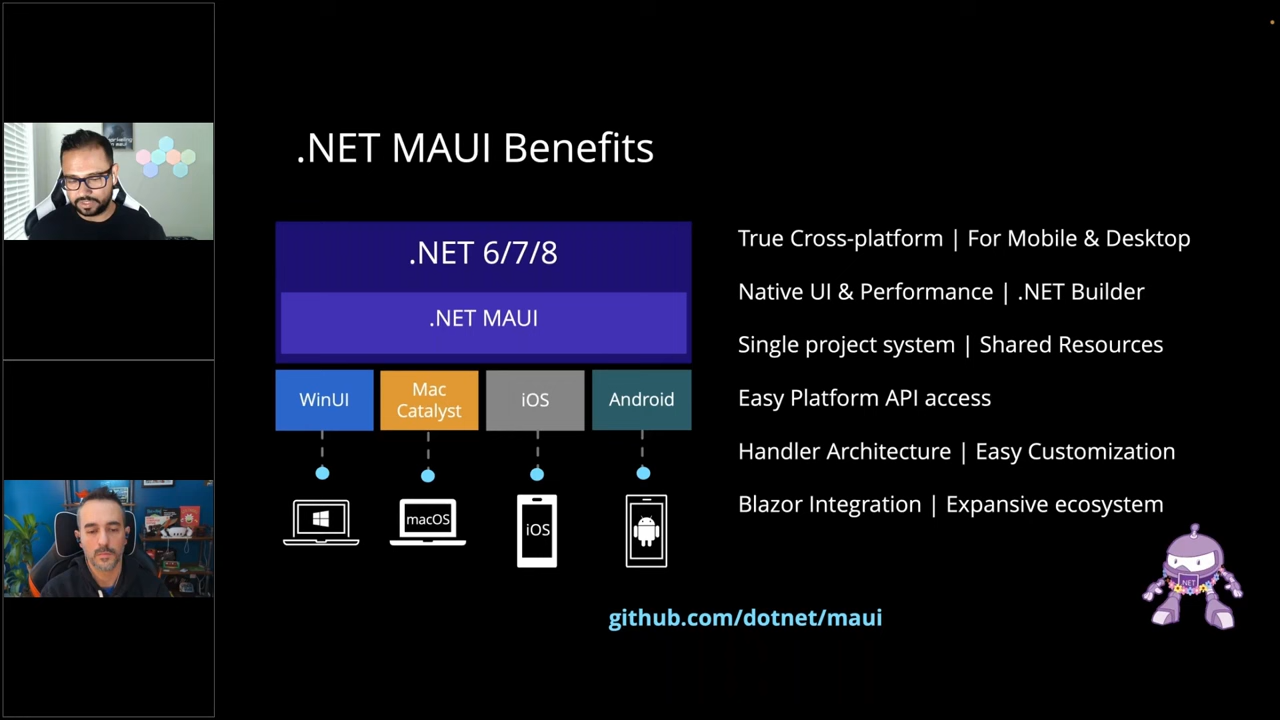 .NET MAUI Benefits
.NET 6/7/8
.NET MAUI
WinUI
Mac
Catalyst
iOS
Android
macOS
iOS
True Cross-platform | For Mobile & Desktop
Native UI & Performance | .NET Builder
Single project system | Shared Resources
Easy Platform API access
Handler Architecture | Easy Customization
Blazor Integration | Expansive ecosystem
.NET
github.com/dotnet/maui